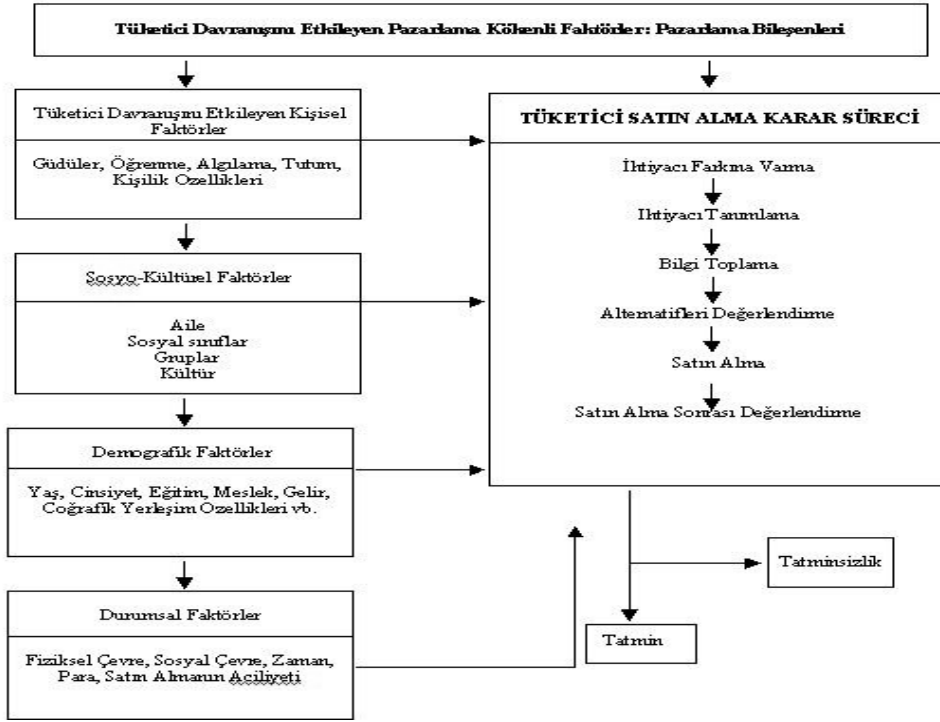 Tüketici Davranışını Etkileyen Pazarlama Kökenli Faktörler: Pazarlama Bileşenleri
Tüketici Davranışını Etkileyen Kişisel
Faktörler
Güdüler, Öğrenme, Algılama, Tutum,
Kişilik Ozellikleri
Sosyo-Kültürel Faktörler
Aile
Sosyal sınıflar
Gruplar
Kültür
Demografik Faktörler
Yaş, Cinsiyet, Eğitim, Meslek, Gelir,
Coğrafik Yerleşim Ozellikleri vb.
Durumsal Faktörler
Fiziksel Çevre, Sosyal Çevre, Zaman,
Para, Satın Almanın Aciliyeti
TÜKETİCİ SATIN ALMA KARAR SÜRECİ
İhtiyacı Farkına Varma
İhtiyacı Tanımlama
Bilgi Toplama
Alternatifleri Değerlendirme
Satın Alma
Satın Alma Sonrası Değerlendirme
Tatminsizlik
Tatmin